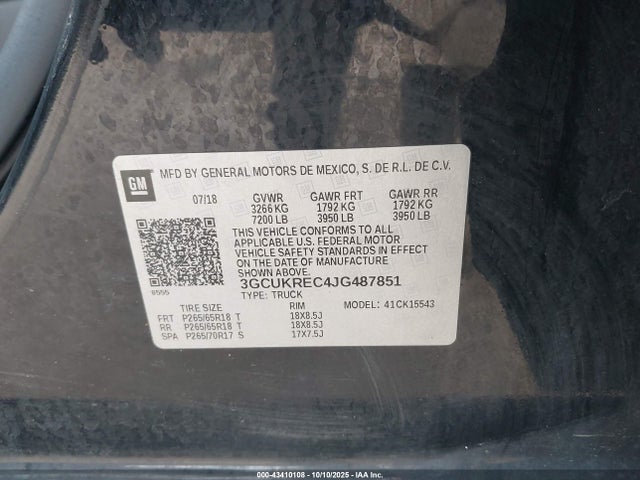 GM
MFD BY GENERAL MOTORS DE MEXICO, S. DE R.L. DE C.V.
07/18 GVWR GAWR FRT GAWR RR
3266 KG 1792 KG 1792 KG
7200 LB 3950 LB 3950 LB
THIS VEHICLE CONFORMS TO ALL
APPLICABLE U.S. FEDERAL MOTOR
VEHICLE SAFETY STANDARDS IN EFFECT
ON THE DATE OF MANUFACTURE
SHOWN ABOVE.
3GCUKREC4JG487851
6555 TYPE: TRUCK MODEL: 41CK15543
TIRE SIZE RIM
FRT P265/65R18 T 18X8.5J
RR P265/65R18 T 18X8.5J
SPA P265/70R17 S 17X7.5J
000-43410108 - 10/10/2025 - IAAI.COM